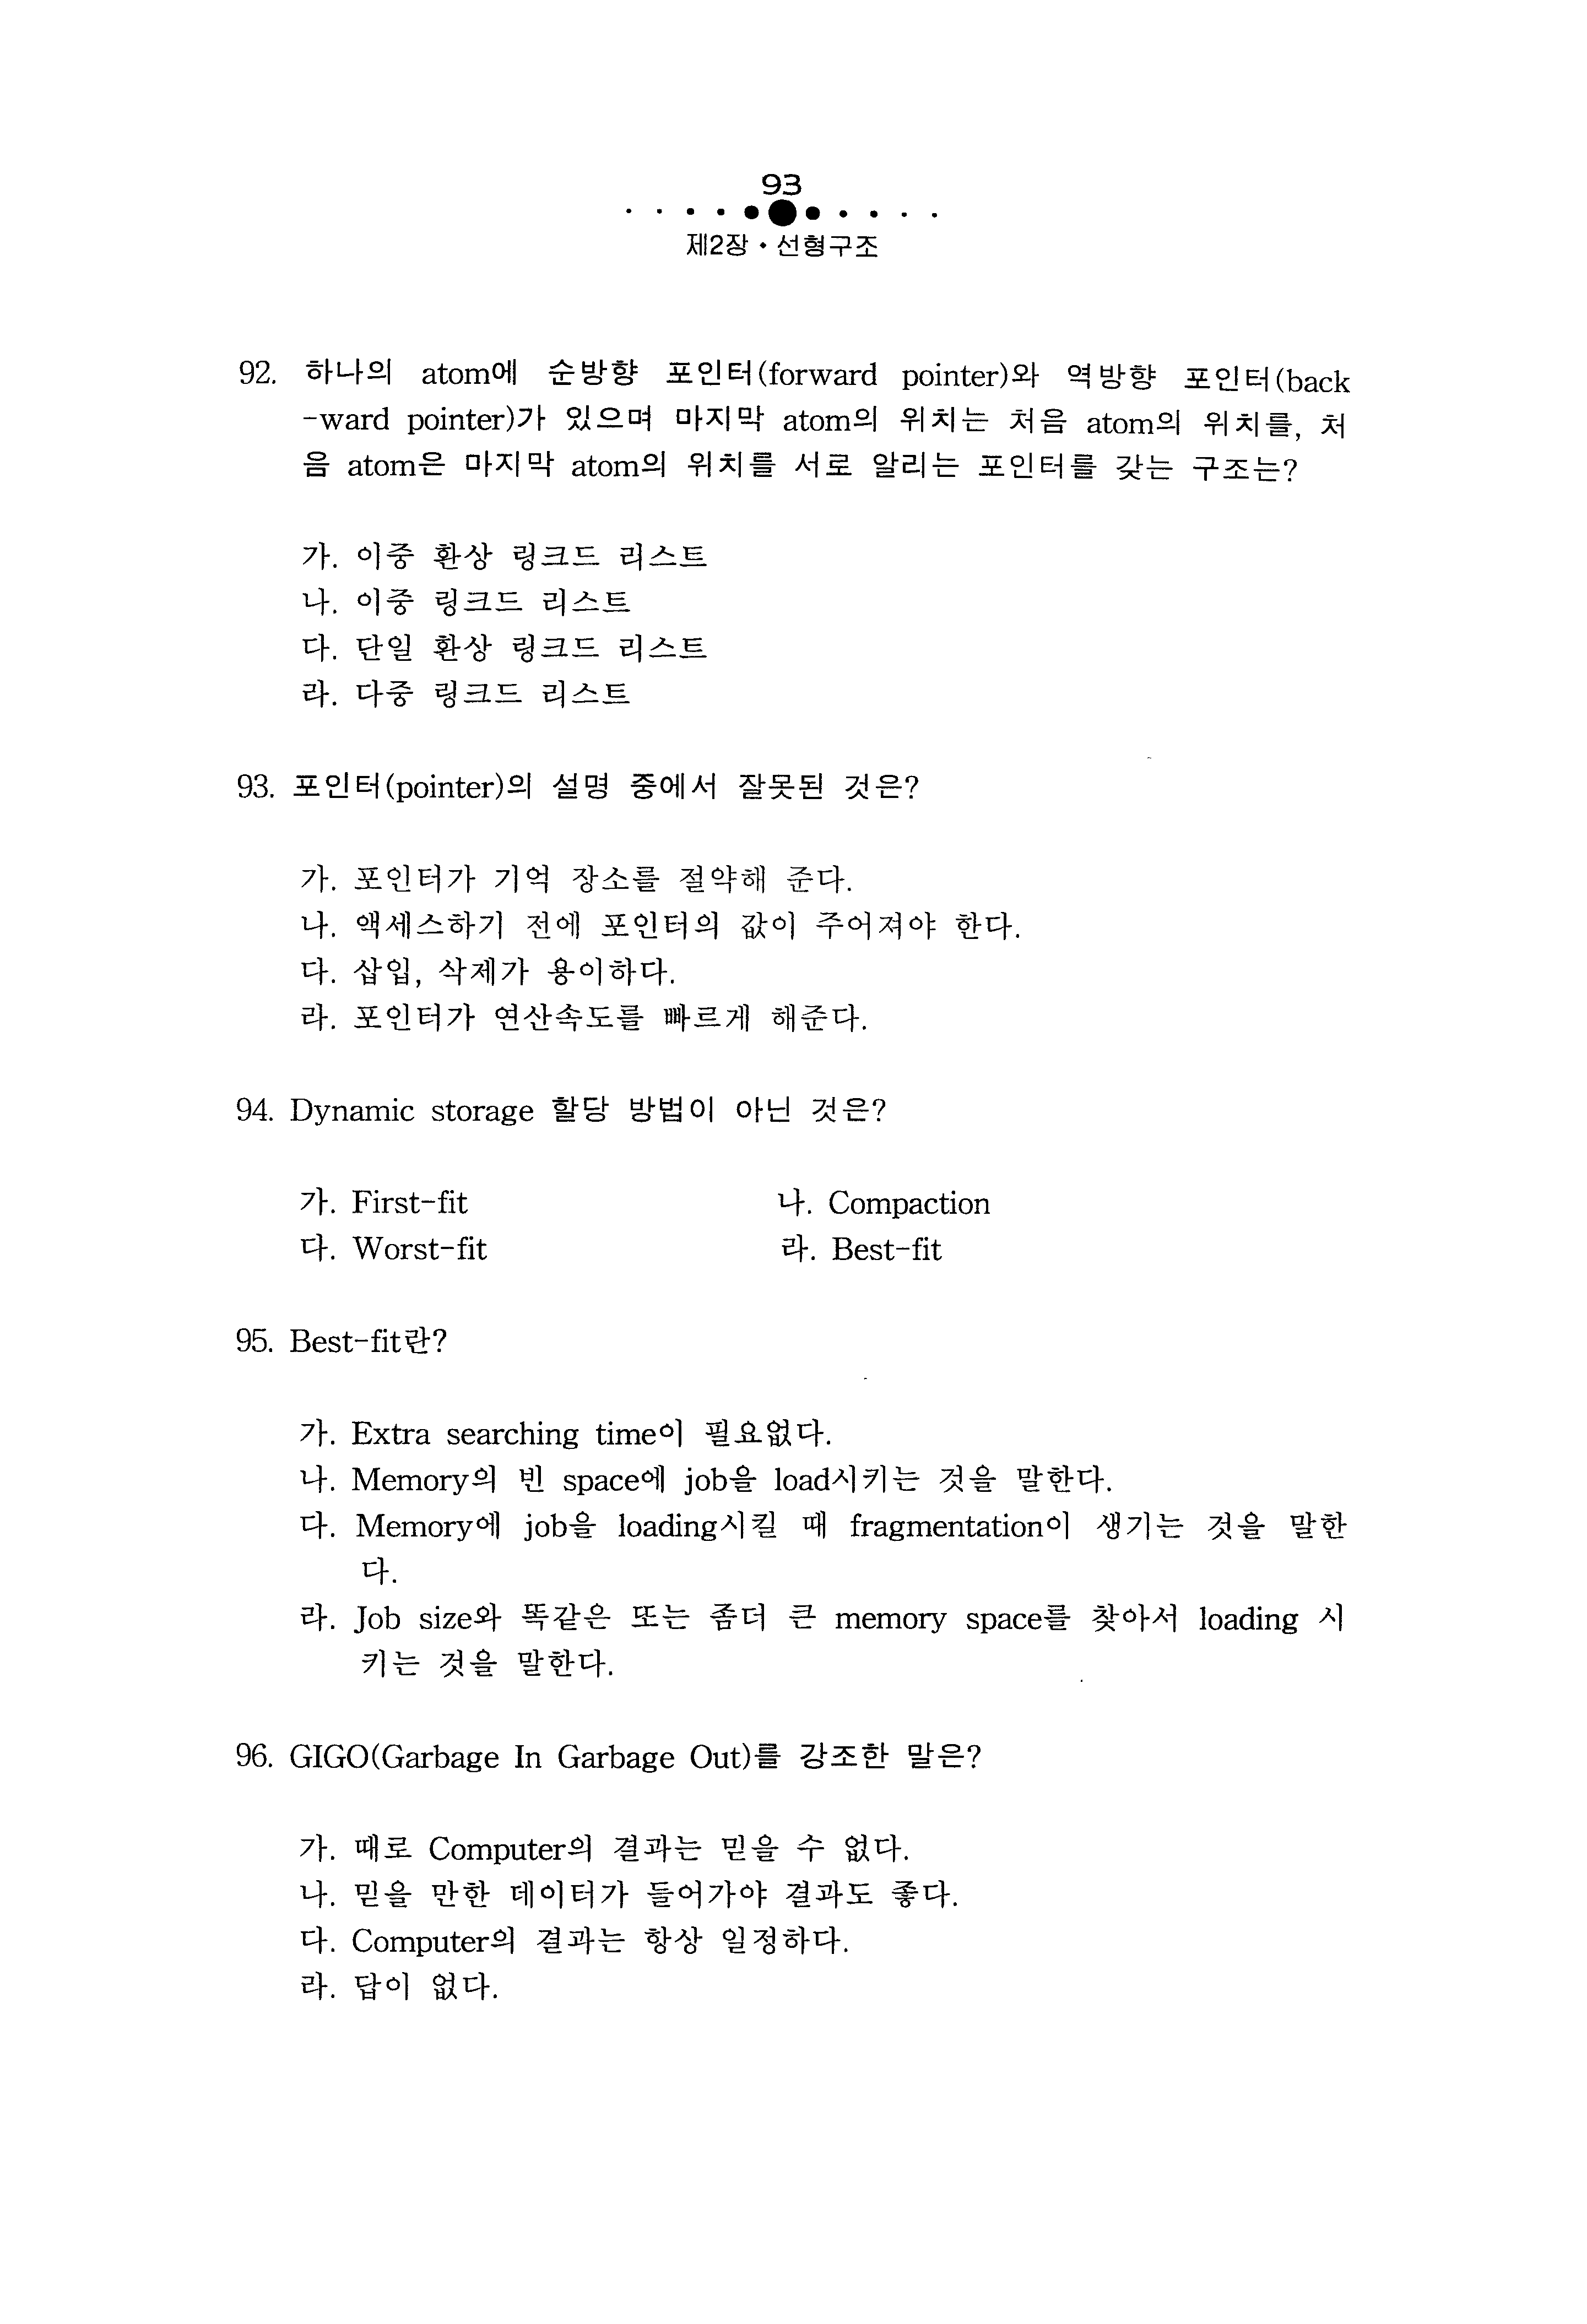 93
제2장 • 선형구조
92. 하나의 atom에 순방향 포인터(forward pointer)와 역방향 포인터(back
-ward pointer)가 있으며 마지막 atom의 위치는 처음 atom의 위치를, 처
음 atom은 마지막 atom의 위치를 서로 알리는 포인터를 갖는 구조는?
가. 이중 환상 링크드 리스트
나. 이중 링크드 리스트
다. 단일 환상 링크드 리스트
라. 다중 링크드 리스트
93. 포인터(pointer)의 설명 중에서 잘못된 것은?
가. 포인터가 기억 장소를 절약해 준다.
나. 액세스하기 전에 포인터의 값이 주어져야 한다.
다. 삽입, 삭제가 용이하다.
라. 포인터가 연산속도를 빠르게 해준다.
94. Dynamic storage 할당 방법이 아닌 것은?
가. First-fit 나. Compaction
다. Worst-fit 라. Best-fit
95. Best-fit란?
가. Extra searching time이 필요없다.
나. Memory의 빈 space에 job을 load시키는 것을 말한다.
다. Memory에 job을 loading시킬 때 fragmentation이 생기는 것을 말한
다.
라. Job size와 똑같은 또는 좀더 큰 memory space를 찾아서 loading 시
키는 것을 말한다.
96. GIGO(Garbage In Garbage Out)를 강조한 말은?
가. 때로 Computer의 결과는 믿을 수 없다.
나. 믿을 만한 데이터가 들어가야 결과도 좋다.
다. Computer의 결과는 항상 일정하다.
라. 답이 없다.